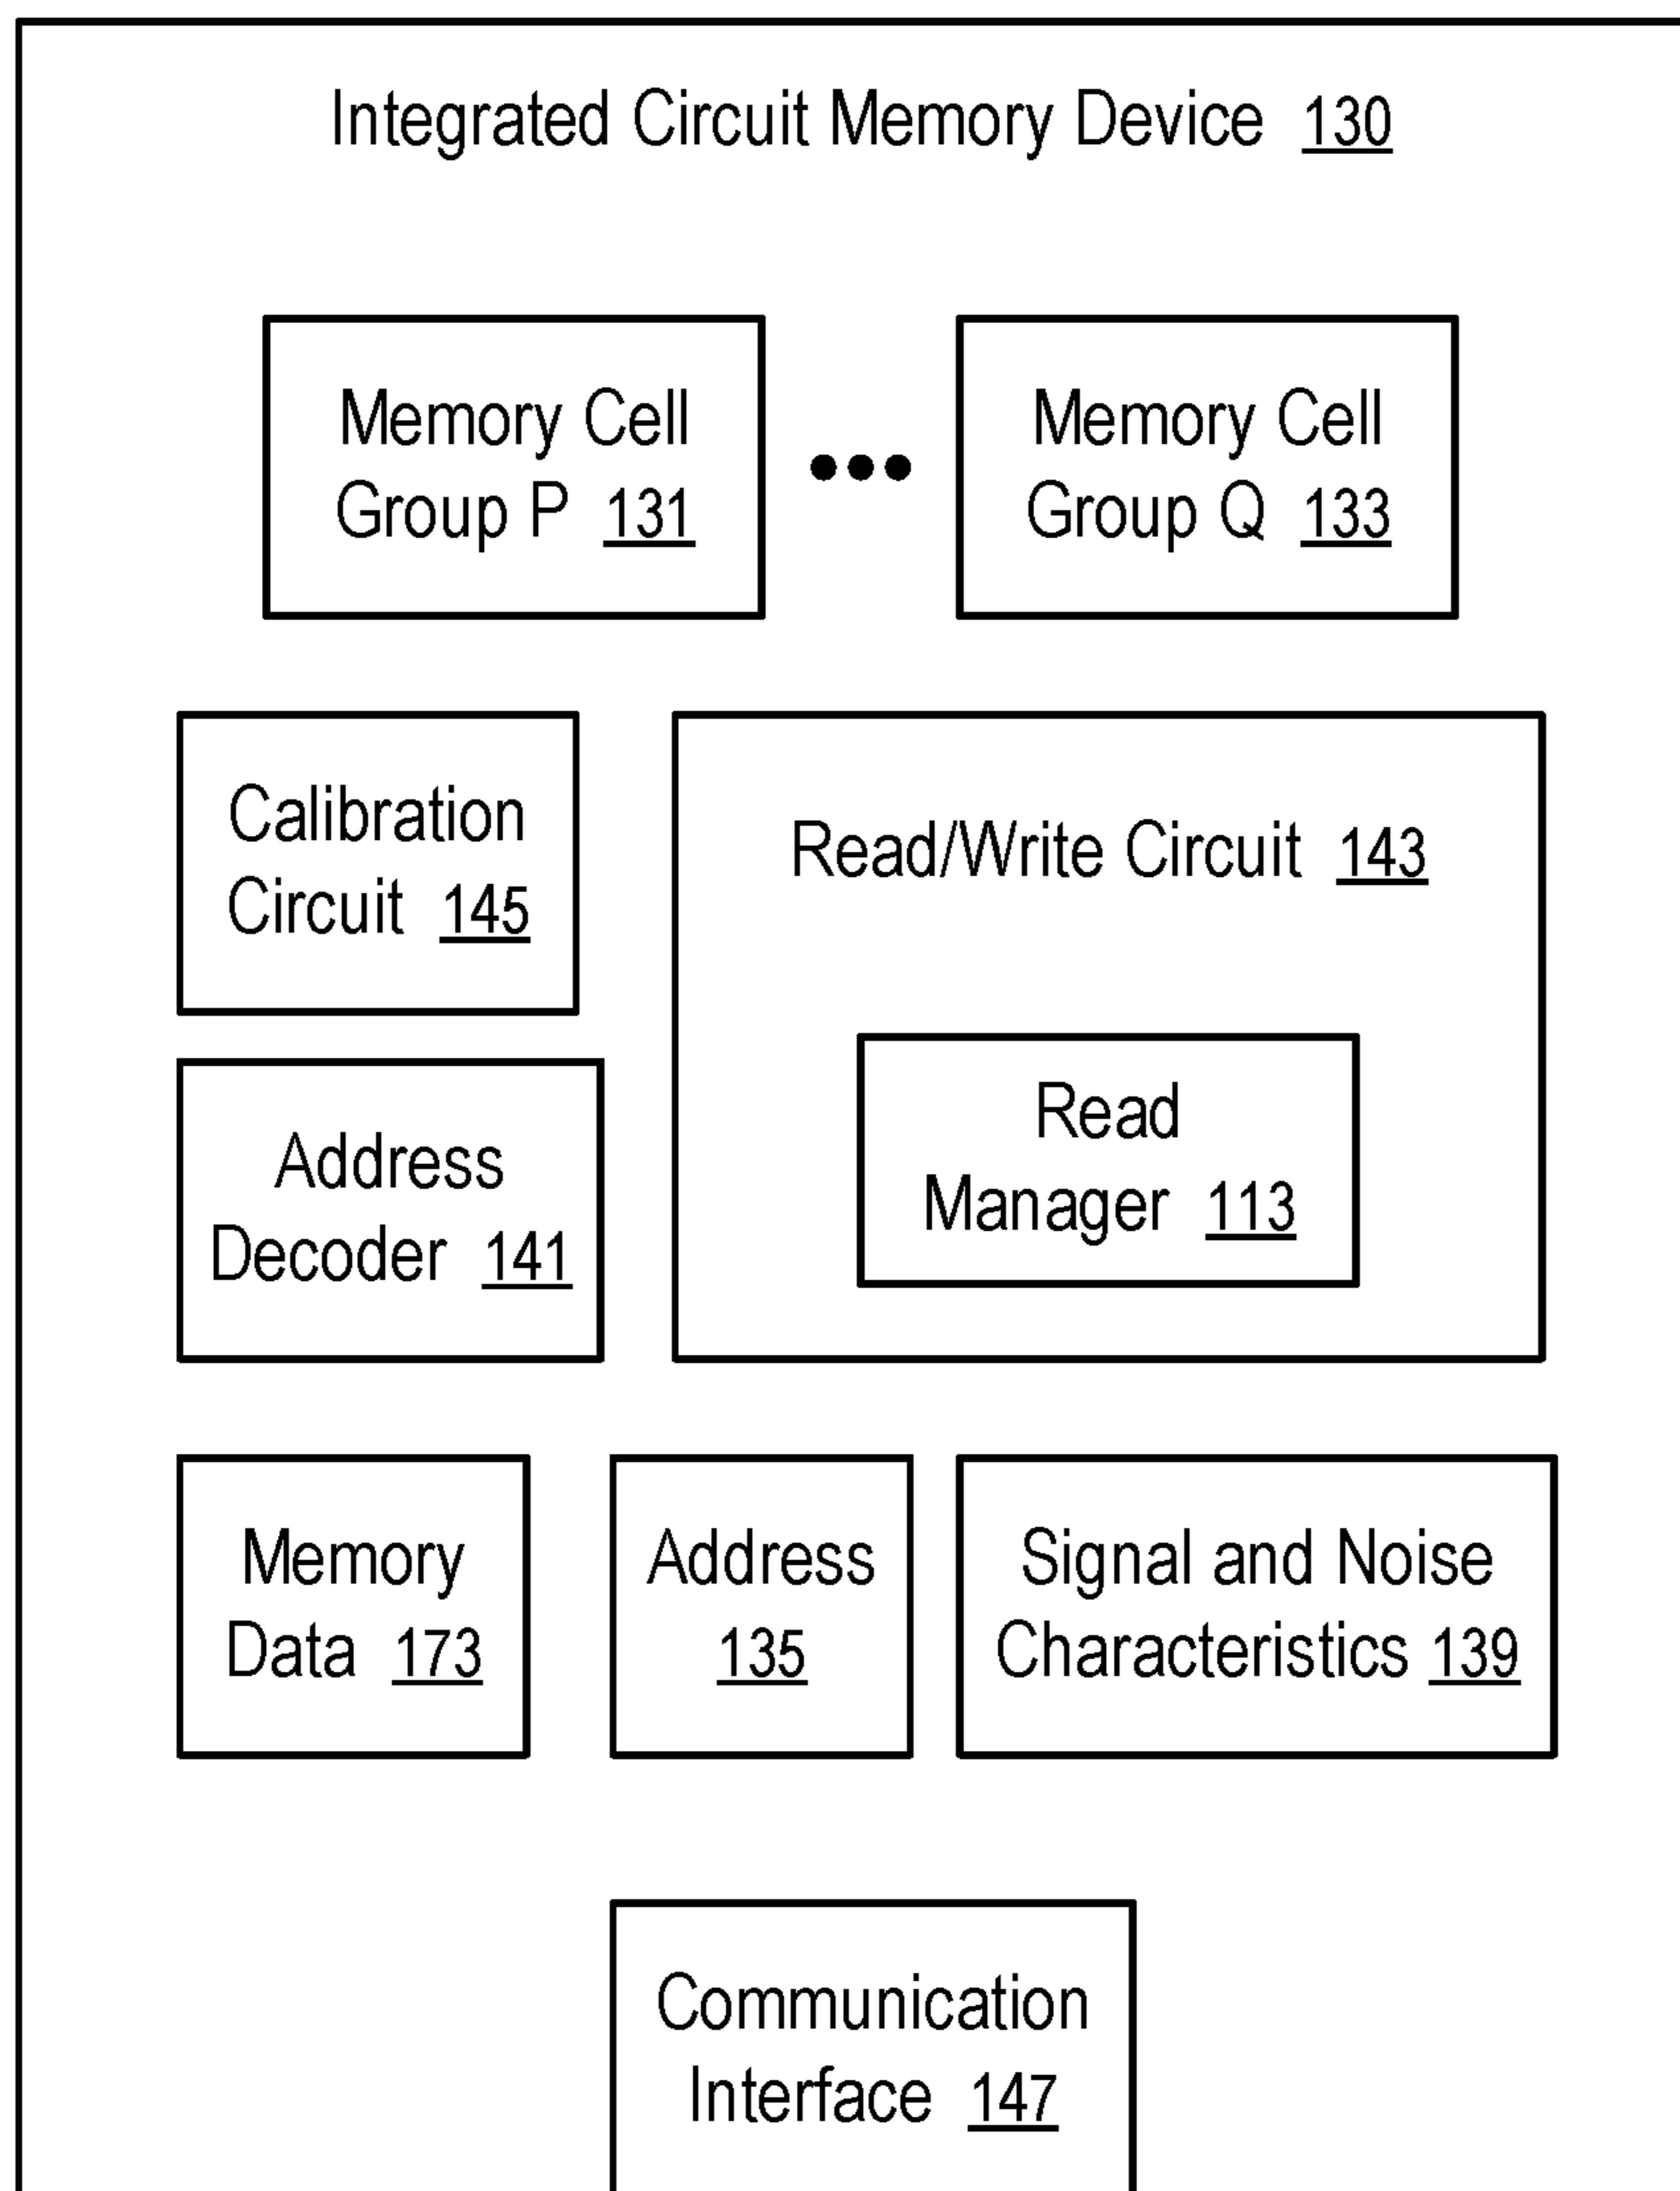 Integrated Circuit Memory Device 130
Memory Cell
Group P 131
Memory Cell
Group Q 133
Calibration
Circuit 145
Read/Write Circuit 143
Read
Manager 113
Address
Decoder 141
Memory
Data 173
Address
135
Signal and Noise
Characteristics 139
Communication
Interface 147